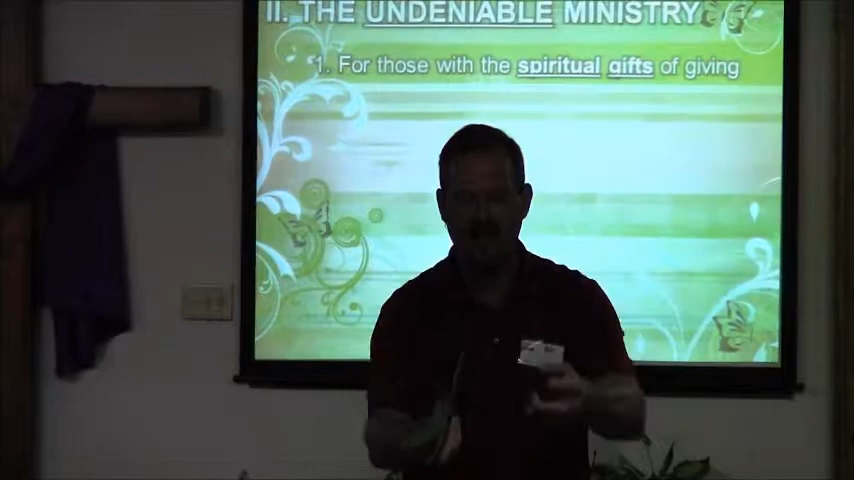 II. THE UNDENIABLE MINISTRY
1. For those with the spiritual gifts of giving